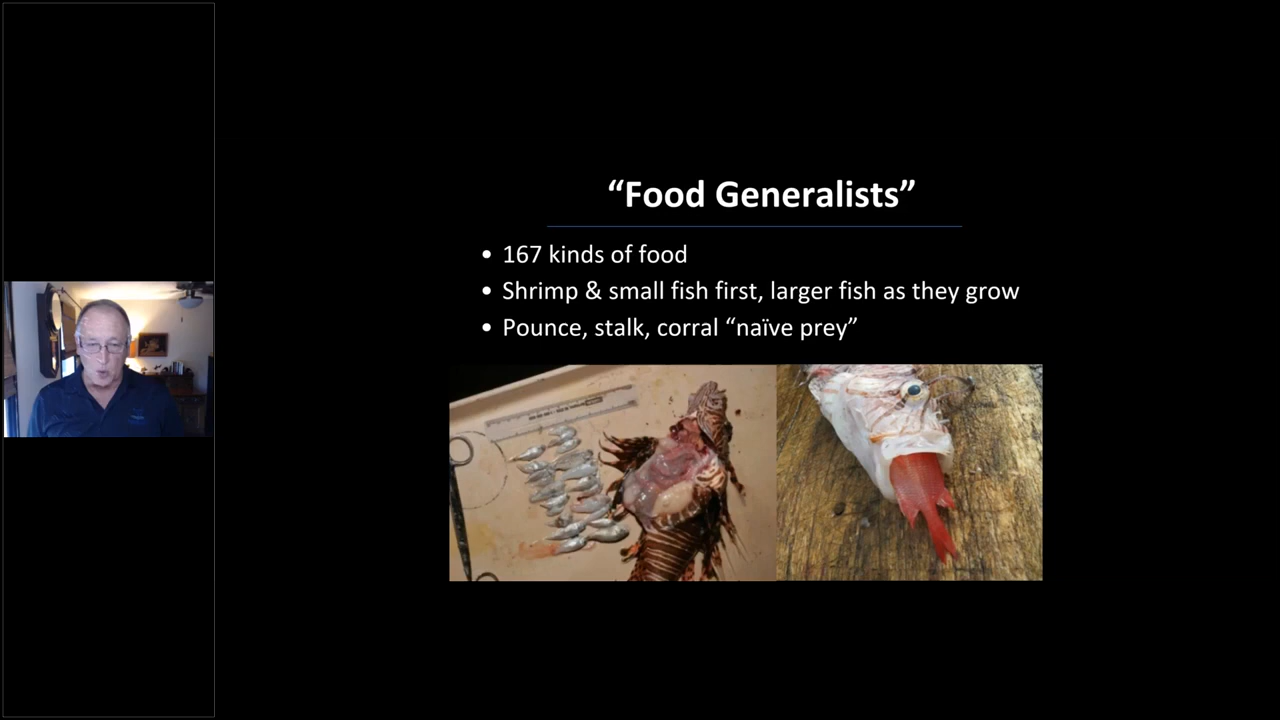 “Food Generalists”
• 167 kinds of food
• Shrimp & small fish first, larger fish as they grow
• Pounce, stalk, corral “naïve prey”